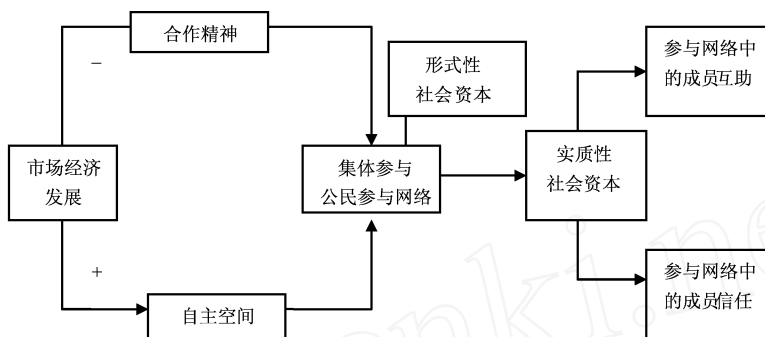 合作精神
−
形式性
社会资本
参与网络中
的成员互助
市场经济
发展
集体参与
公民参与网络
实质性
社会资本
+
自主空间
参与网络中
的成员信任